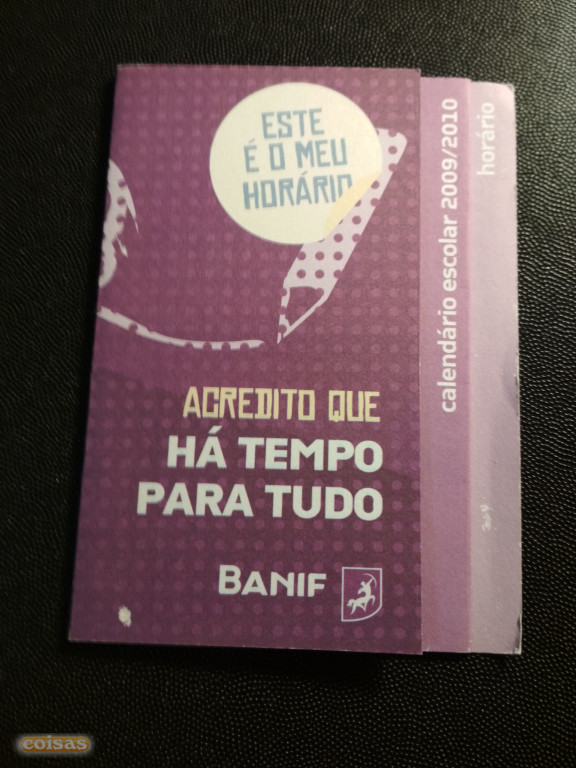 ESTE
É O MEU
HORÁRIO
ACREDITO QUE
HÁ TEMPO
PARA TUDO
BANIF
calendário escolar 2009/2010
horário
coisas